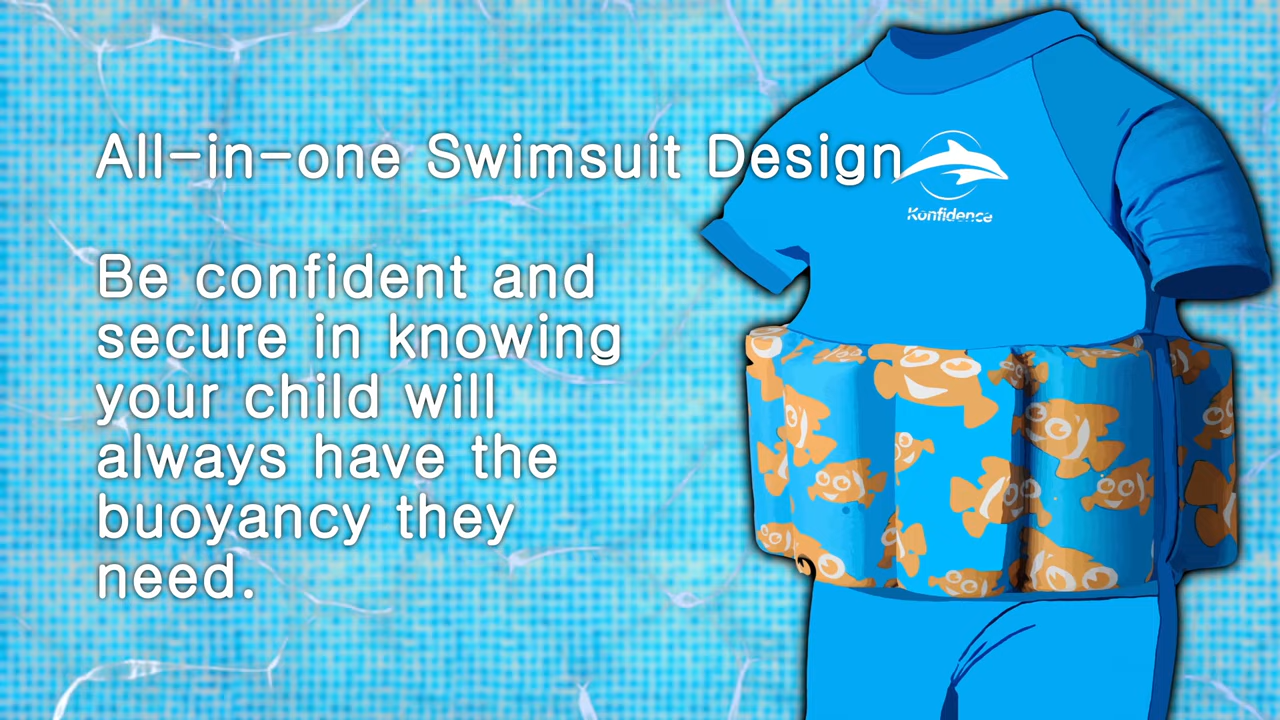 All-in-one Swimsuit Design
Konfidence
Be confident and
secure in knowing
your child will
always have the
buoyancy they
need.